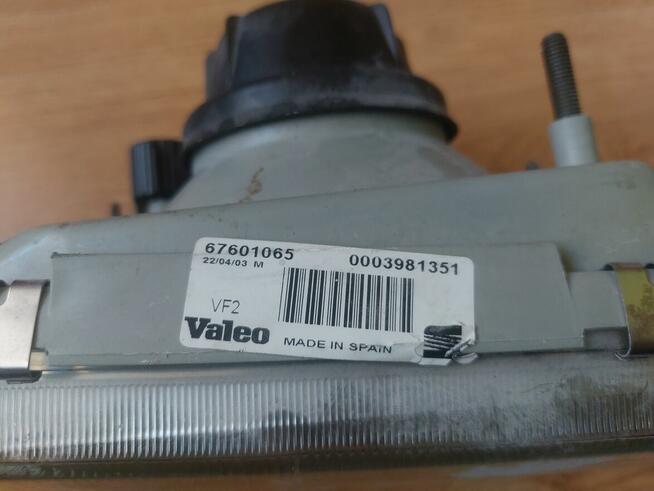 67601065 0003981351
22/04/03 M
VF2
Valeo MADE IN SPAIN